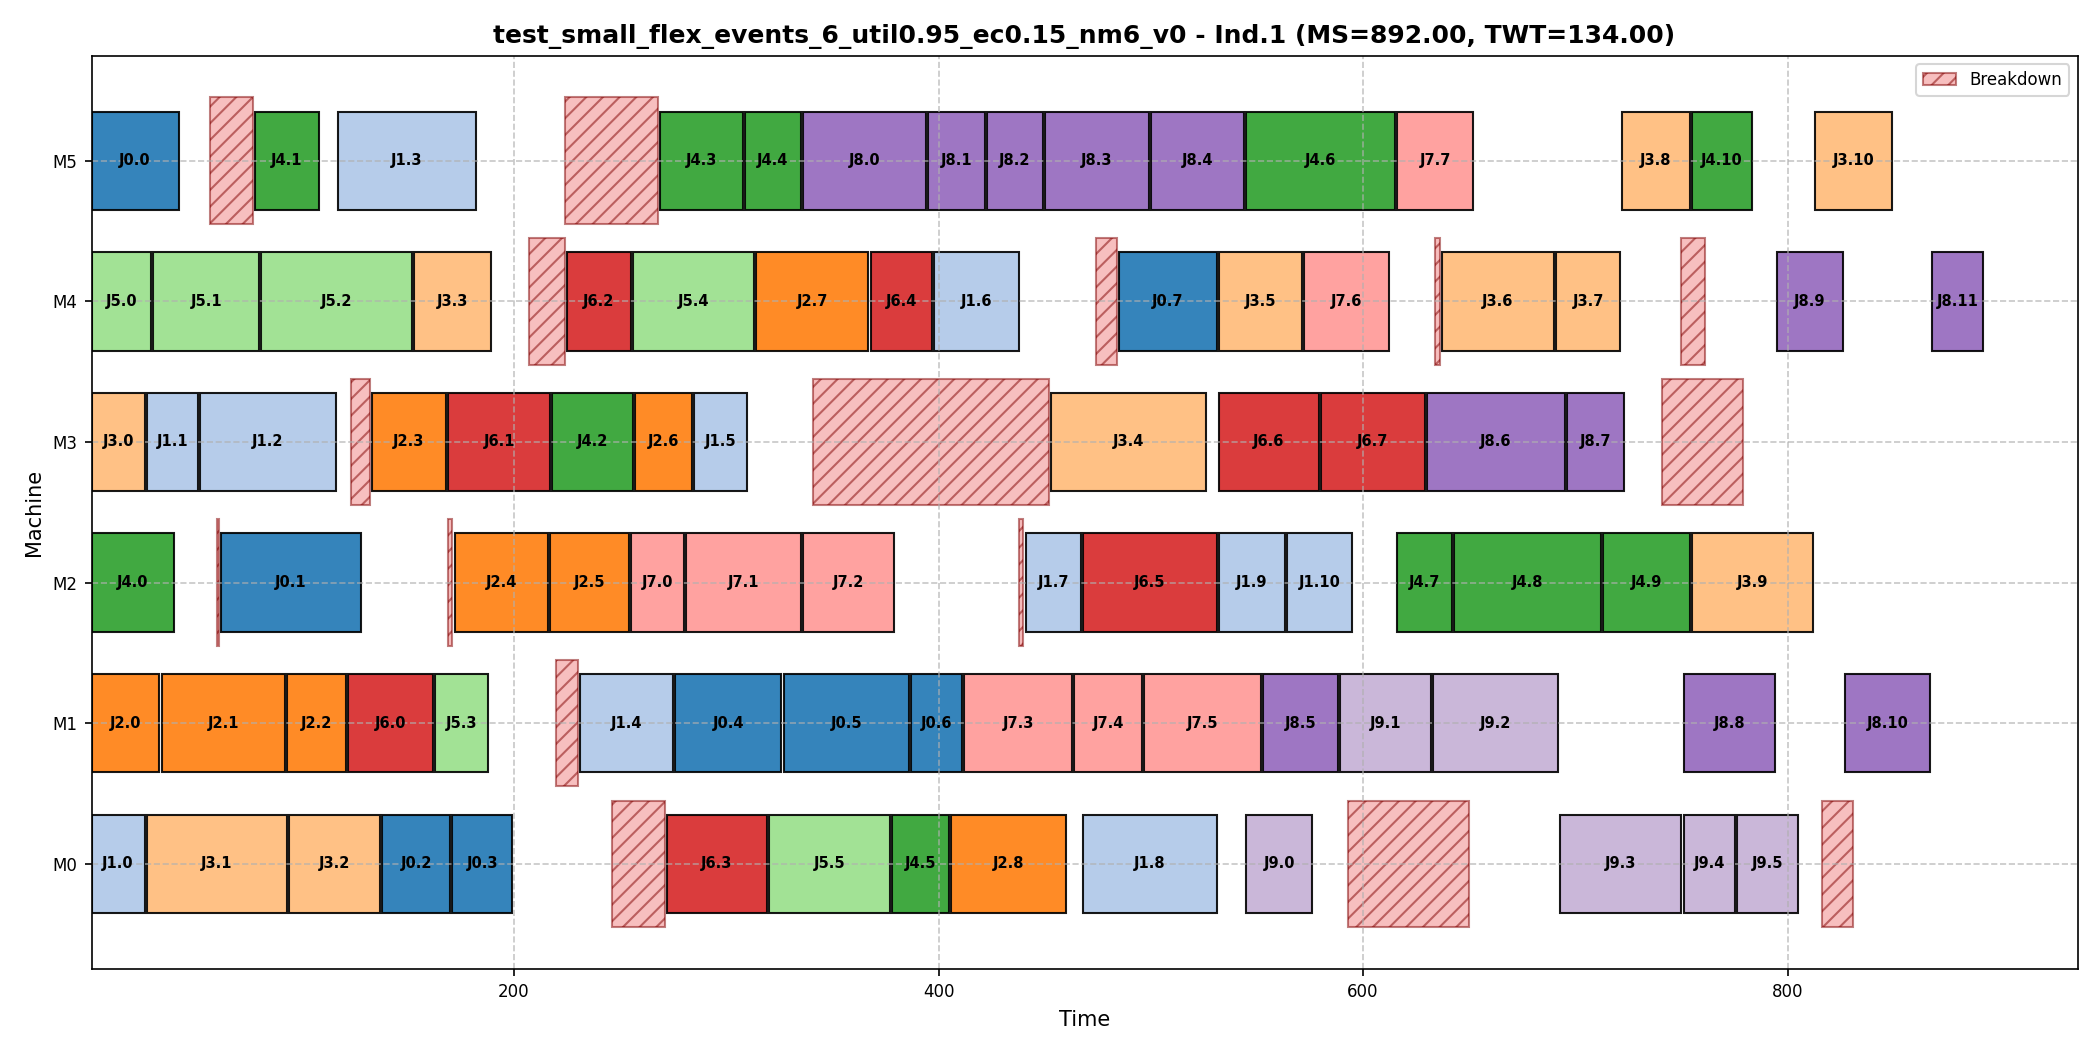 test_small_flex_events_6_util0.95_ec0.15_nm6_v0 - Ind.1 (MS=892.00, TWT=134.00)
Breakdown
M5 J0.0 J4.1 J1.3 J4.3 J4.4 J8.0 J8.1 J8.2 J8.3 J8.4 J4.6 J7.7 J3.8 J4.10 J3.10
M4 J5.0 J5.1 J5.2 J3.3 J6.2 J5.4 J2.7 J6.4 J1.6 J0.7 J3.5 J7.6 J3.6 J3.7 J8.9 J8.11
M3 J3.0 J1.1 J1.2 J2.3 J6.1 J4.2 J2.6 J1.5 J3.4 J6.6 J6.7 J8.6 J8.7
Machine
M2 J4.0 J0.1 J2.4 J2.5 J7.0 J7.1 J7.2 J1.7 J6.5 J1.9 J1.10 J4.7 J4.8 J4.9 J3.9
M1 J2.0 J2.1 J2.2 J6.0 J5.3 J1.4 J0.4 J0.5 J0.6 J7.3 J7.4 J7.5 J8.5 J9.1 J9.2 J8.8 J8.10
M0 J1.0 J3.1 J3.2 J0.2 J0.3 J6.3 J5.5 J4.5 J2.8 J1.8 J9.0 J9.3 J9.4 J9.5
200 400 600 800
Time